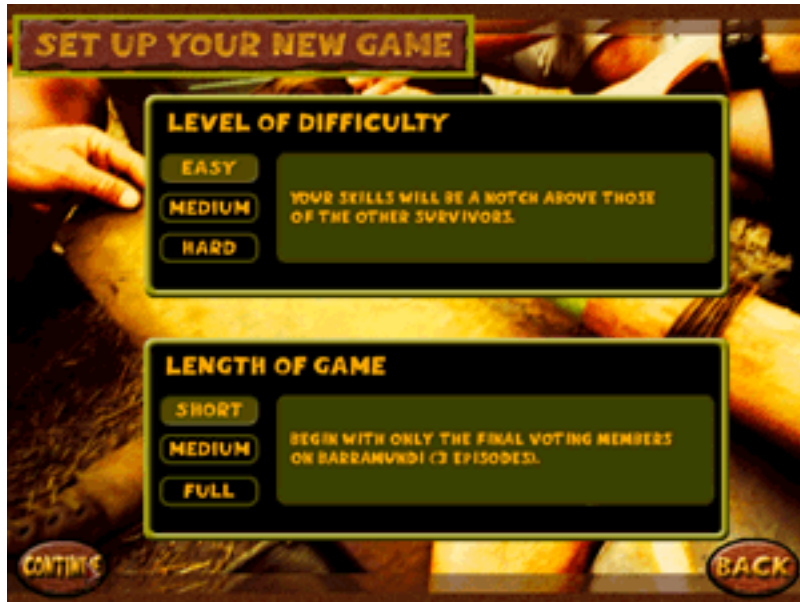 SET UP YOUR NEW GAME
LEVEL OF DIFFICULTY
EASY
MEDIUM
HARD
YOUR SKILLS WILL BE A NOTCH ABOVE THOSE
OF THE OTHER SURVIVORS.
LENGTH OF GAME
SHORT
MEDIUM
FULL
BEGIN WITH ONLY THE FINAL VOTING MEMBERS
ON BARRAMUNDI (3 EPISODES).
CONTINUE
BACK